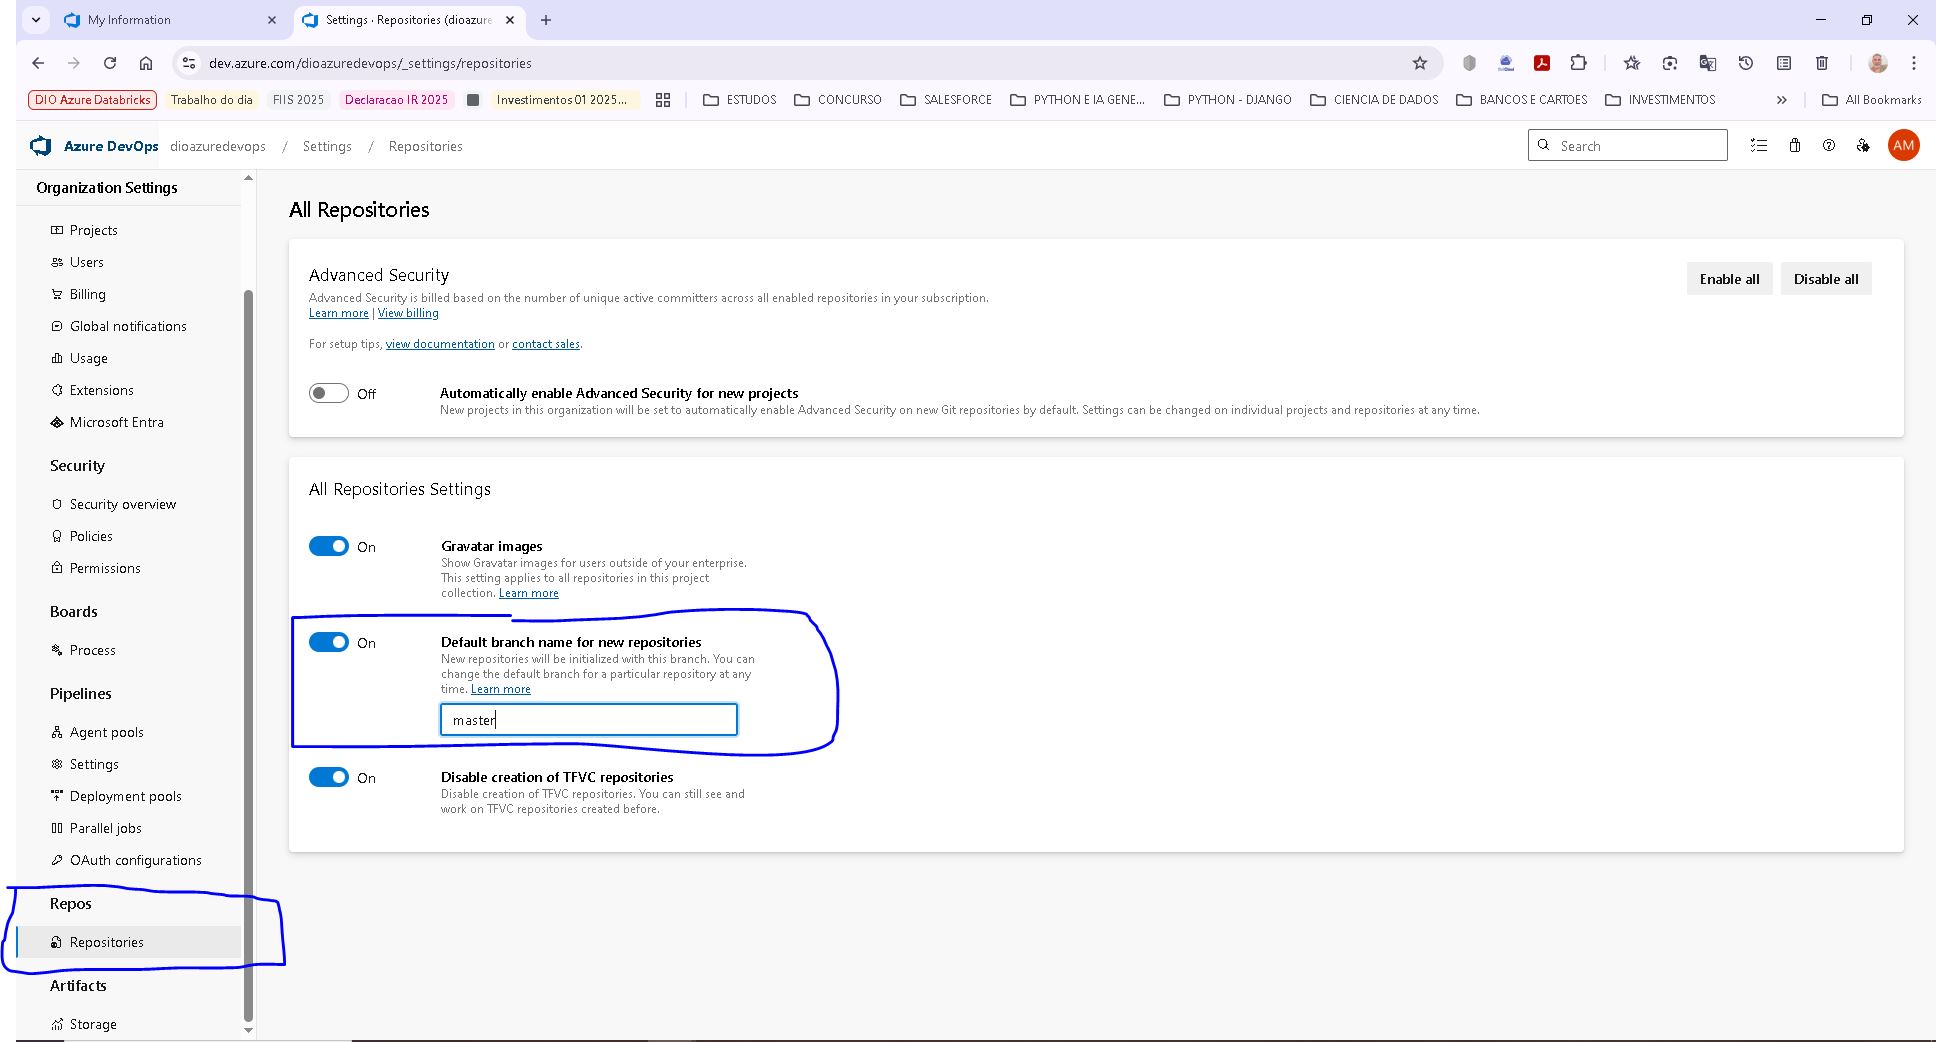 My Information
Settings · Repositories (dioazure
dev.azure.com/dioazuredevops/_settings/repositories
DIO Azure Databricks
Trabalho do dia
FIIS 2025
Declaracao IR 2025
Investimentos 01 2025...
ESTUDOS
CONCURSO
SALESFORCE
PYTHON E IA GENE...
PYTHON - DJANGO
CIENCIA DE DADOS
BANCOS E CARTOES
INVESTIMENTOS
»
All Bookmarks
Azure DevOps
dioazuredevops / Settings / Repositories
Search
AM
Organization Settings
Projects
Users
Billing
Global notifications
Usage
Extensions
Microsoft Entra
Security
Security overview
Policies
Permissions
Boards
Process
Pipelines
Agent pools
Settings
Deployment pools
Parallel jobs
OAuth configurations
Repos
Repositories
Artifacts
Storage
All Repositories
Advanced Security
Advanced Security is billed based on the number of unique active committers across all enabled repositories in your subscription.
Learn more | View billing
For setup tips, view documentation or contact sales.
Enable all
Disable all
Off
Automatically enable Advanced Security for new projects
New projects in this organization will be set to automatically enable Advanced Security on new Git repositories by default. Settings can be changed on individual projects and repositories at any time.
All Repositories Settings
On
Gravatar images
Show Gravatar images for users outside of your enterprise.
This setting applies to all repositories in this project
collection. Learn more
On
Default branch name for new repositories
New repositories will be initialized with this branch. You can
change the default branch for a particular repository at any
time. Learn more
master
On
Disable creation of TFVC repositories
Disable creation of TFVC repositories. You can still see and
work on TFVC repositories created before.